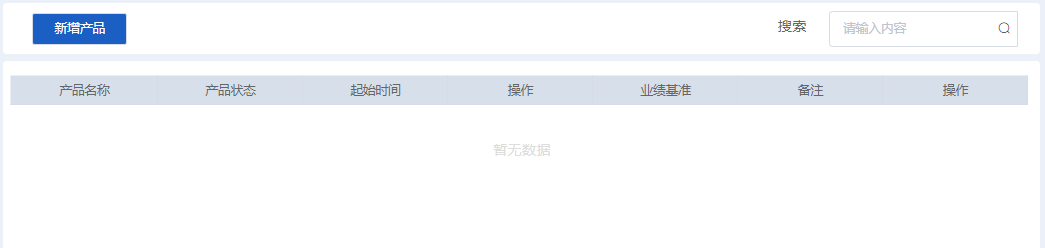 新增产品 搜索 请输入内容
产品名称 产品状态 起始时间 操作 业绩基准 备注 操作
暂无数据